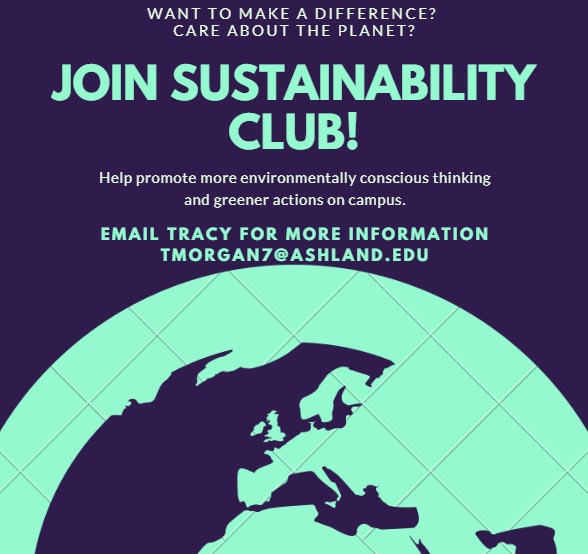 WANT TO MAKE A DIFFERENCE?
CARE ABOUT THE PLANET?
JOIN SUSTAINABILITY
CLUB!
Help promote more environmentally conscious thinking
and greener actions on campus.
EMAIL TRACY FOR MORE INFORMATION
TMORGAN7@ASHLAND.EDU